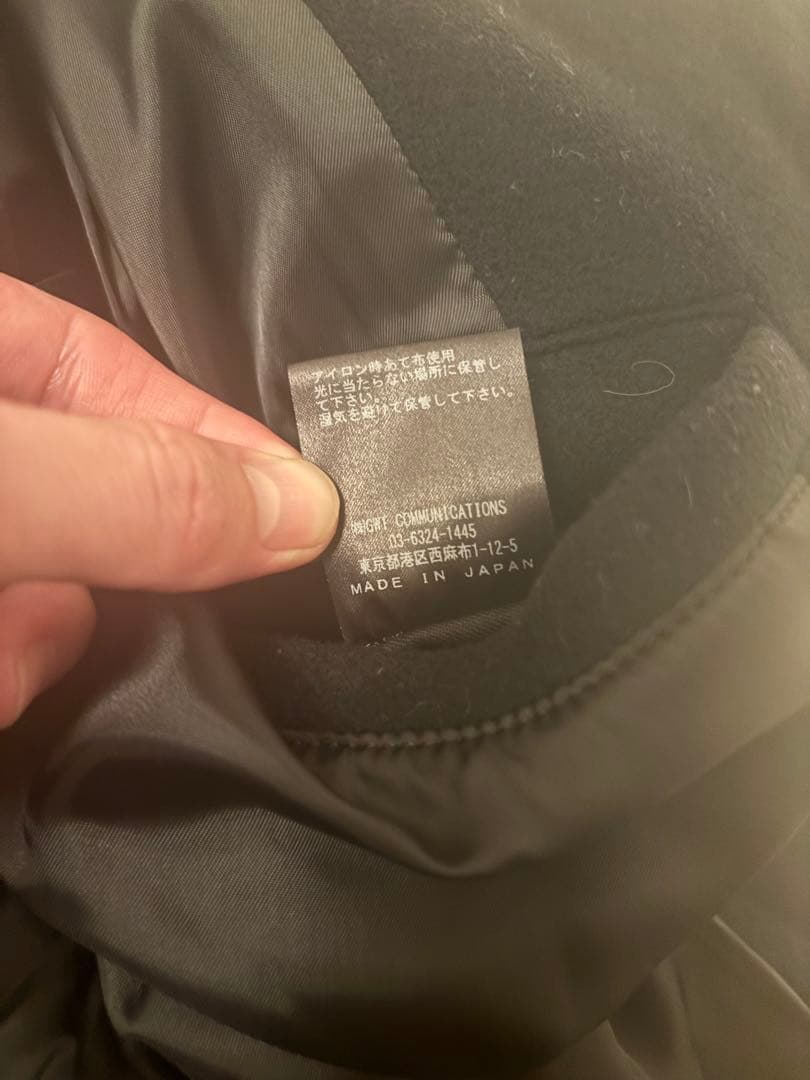 アイロン時あて布使用
光に当たらない場所に保管し
て下さい。
湿気を避けて保管して下さい。
㈱GWT COMMUNICATIONS
03-6324-1445
東京都港区西麻布1-12-5
MADE IN JAPAN